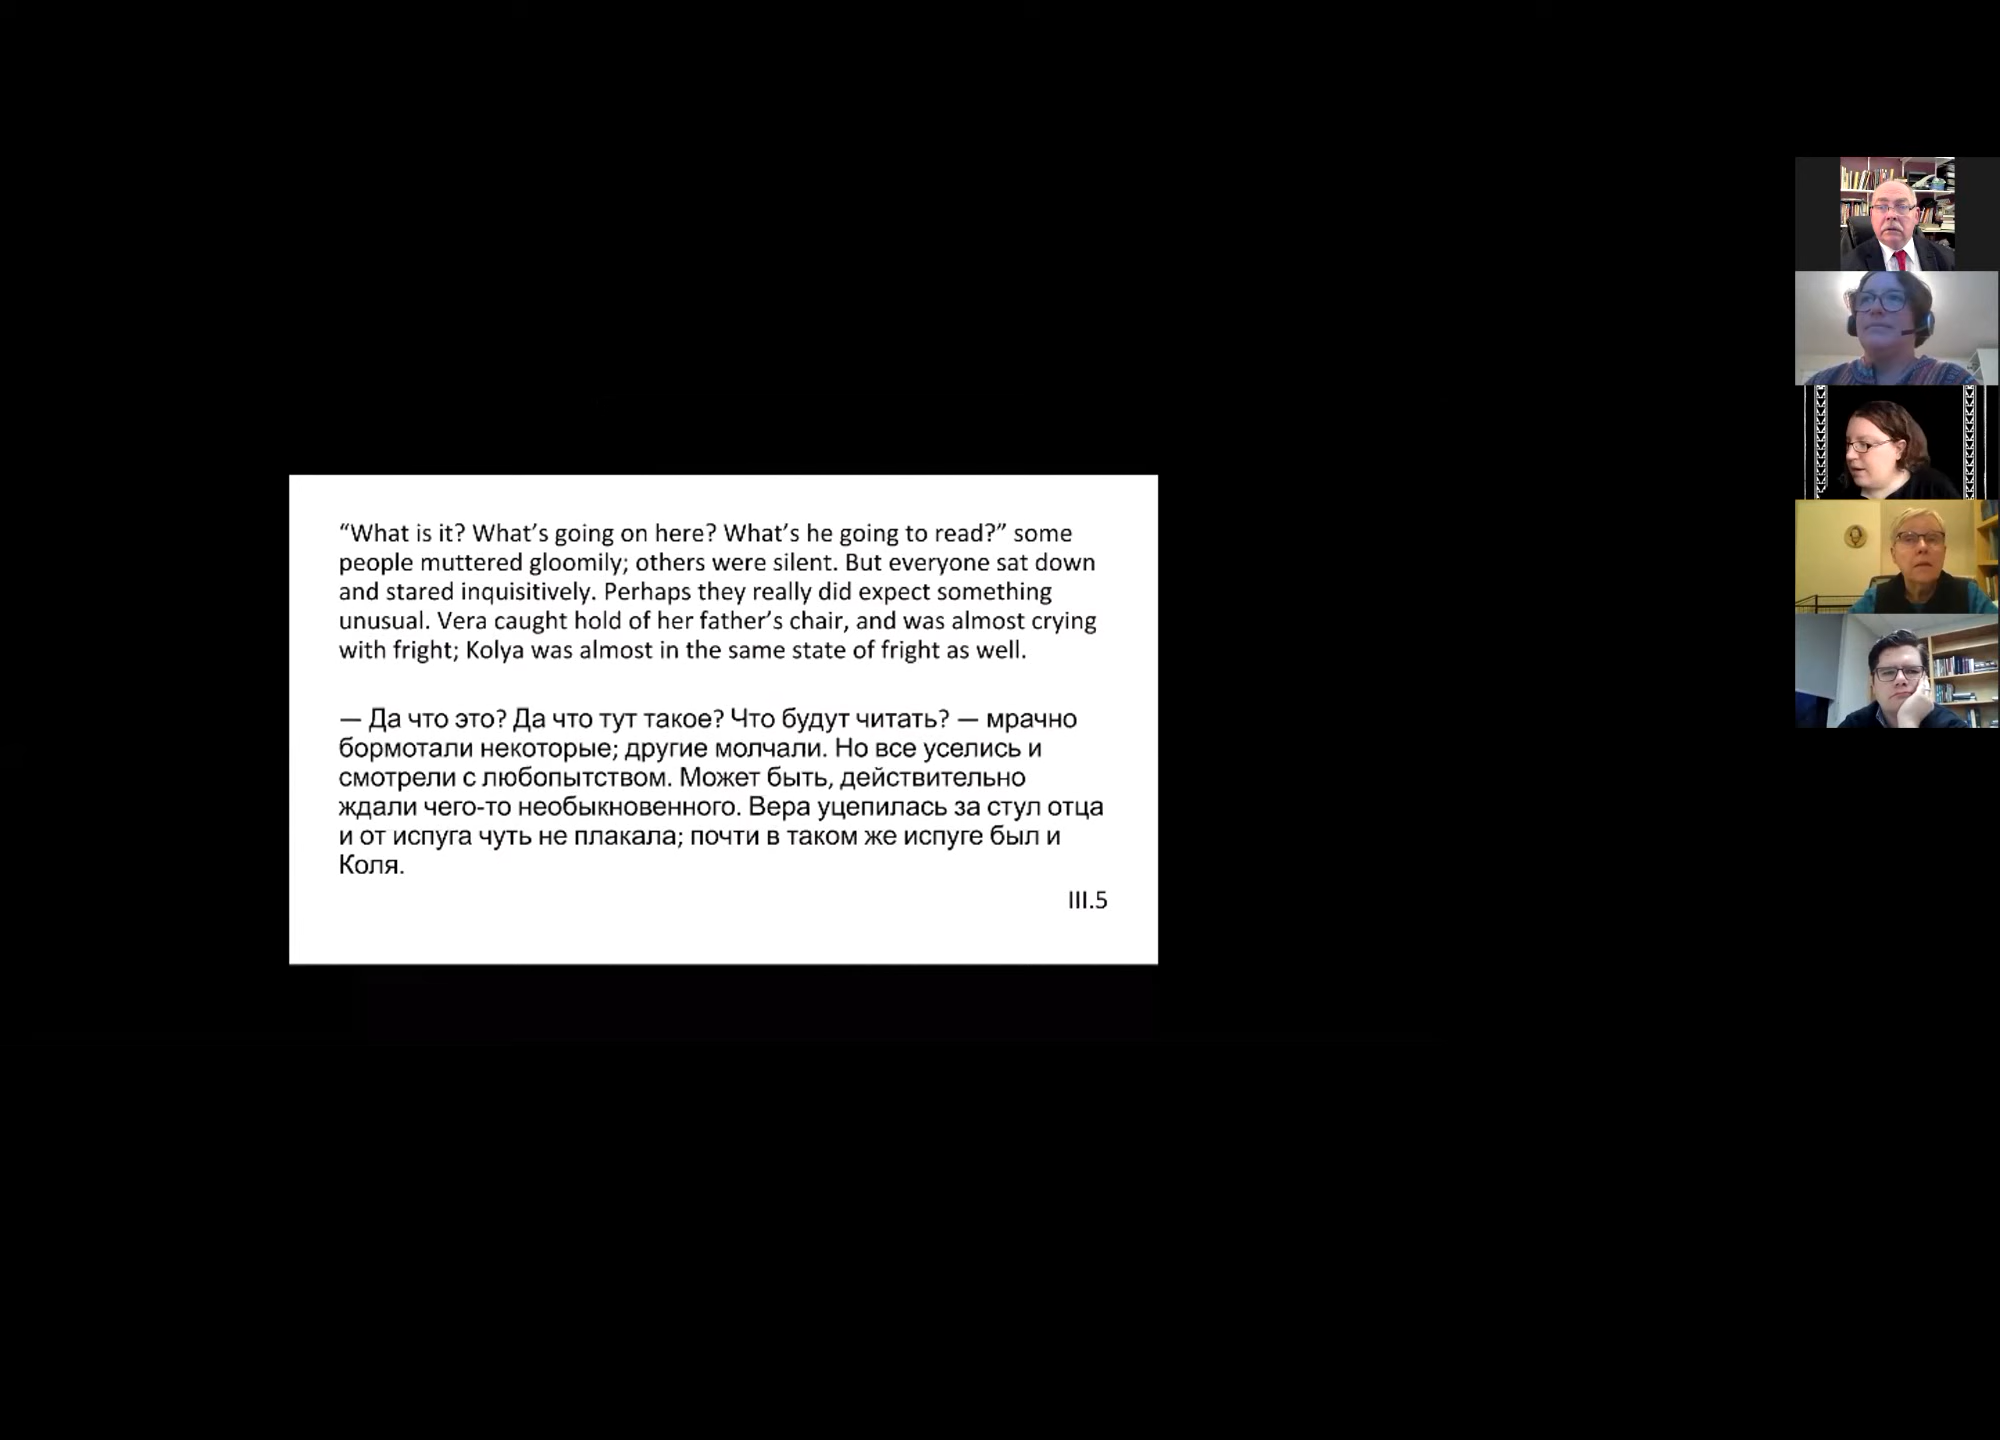 “What is it? What’s going on here? What’s he going to read?” some
people muttered gloomily; others were silent. But everyone sat down
and stared inquisitively. Perhaps they really did expect something
unusual. Vera caught hold of her father’s chair, and was almost crying
with fright; Kolya was almost in the same state of fright as well.
— Да что это? Да что тут такое? Что будут читать? — мрачно
бормотали некоторые; другие молчали. Но все уселись и
смотрели с любопытством. Может быть, действительно
ждали чего-то необыкновенного. Вера уцепилась за стул отца
и от испуга чуть не плакала; почти в таком же испуге был и
Коля.
III.5